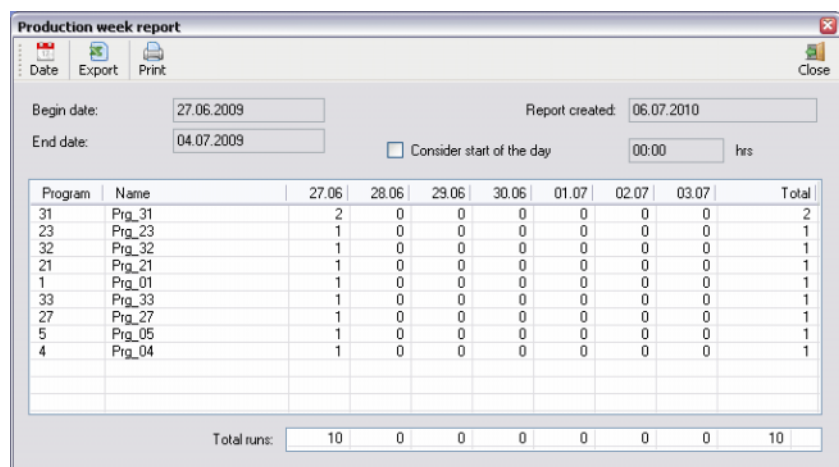 Production week report
Date Export Print Close
Begin date: 27.06.2009 Report created: 06.07.2010
End date: 04.07.2009 Consider start of the day 00:00 hrs
Program Name 27.06 28.06 29.06 30.06 01.07 02.07 03.07 Total
31 Prg_31 2 0 0 0 0 0 0 2
23 Prg_23 1 0 0 0 0 0 0 1
32 Prg_32 1 0 0 0 0 0 0 1
21 Prg_21 1 0 0 0 0 0 0 1
1 Prg_01 1 0 0 0 0 0 0 1
33 Prg_33 1 0 0 0 0 0 0 1
27 Prg_27 1 0 0 0 0 0 0 1
5 Prg_05 1 0 0 0 0 0 0 1
4 Prg_04 1 0 0 0 0 0 0 1
Total runs: 10 0 0 0 0 0 0 10